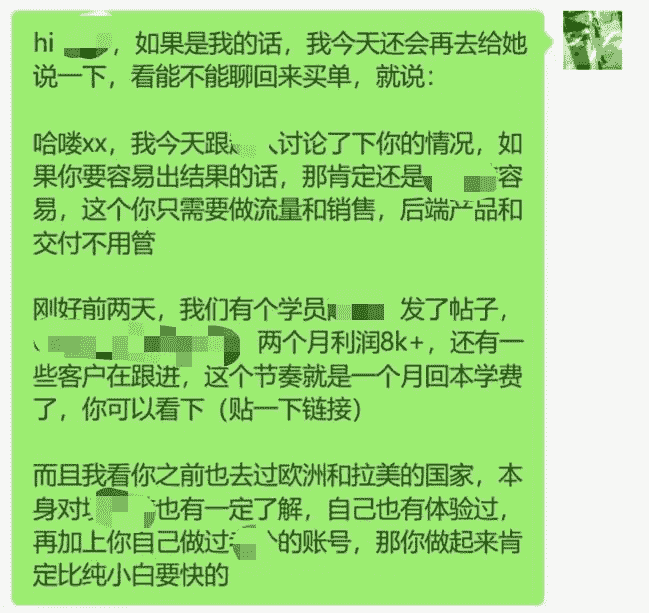 hi ，如果是我的话，我今天还会再去给她
说一下，看能不能聊回来买单，就说：
哈喽xx，我今天跟 讨论了下你的情况，如
果你要容易出结果的话，那肯定还是 容
易，这个你只需要做流量和销售，后端产品和
交付不用管
刚好前两天，我们有个学员 发了帖子，
两个月利润8k+，还有一
些客户在跟进，这个节奏就是一个月回本学费
了，你可以看下（贴一下链接）
而且我看你之前也去过欧洲和拉美的国家，本
身对 也有一定了解，自己也有体验过，
再加上你自己做过 的账号，那你做起来肯
定比纯小白要快的